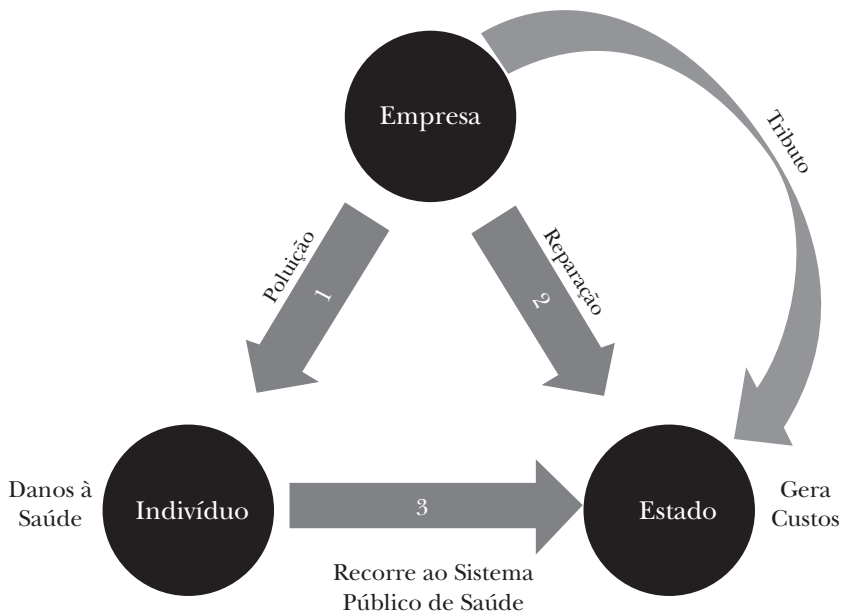 Empresa
Tributo
Poluição
1
Reparação
2
Danos à
Saúde
Indivíduo
3
Recorre ao Sistema
Público de Saúde
Estado
Gera
Custos